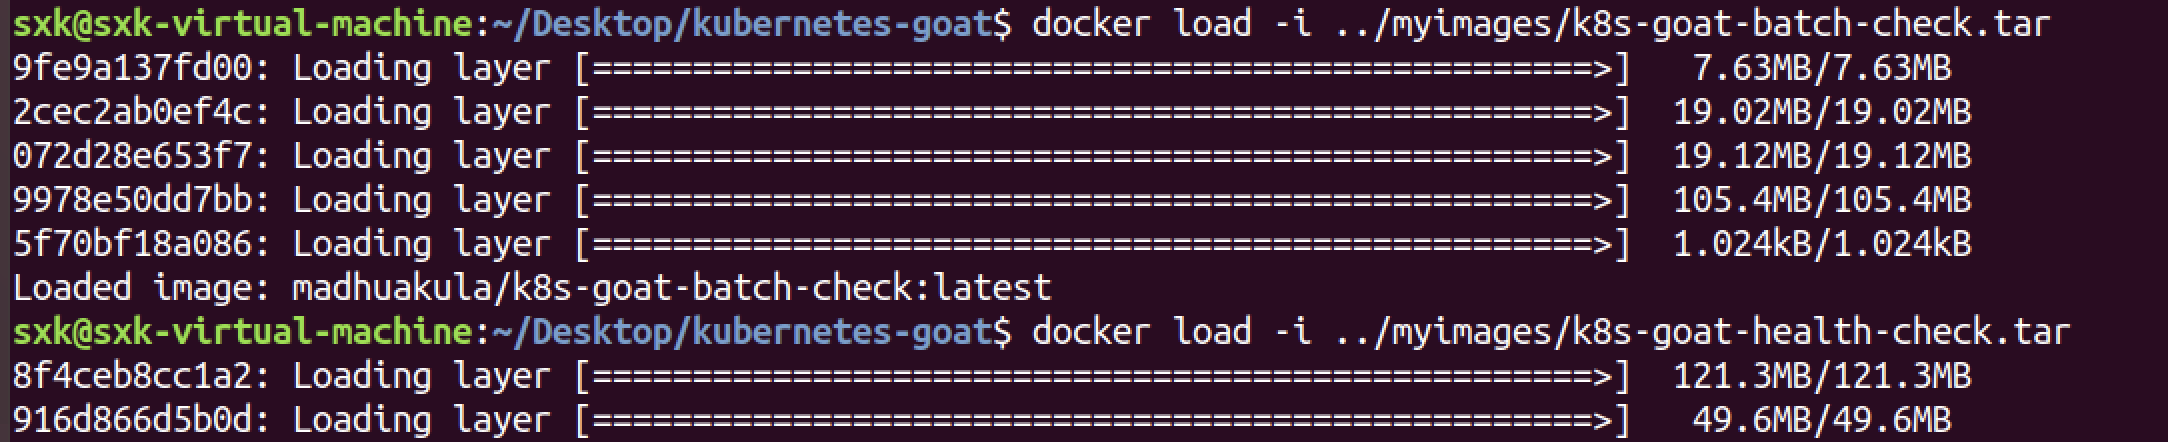 sxk@sxk-virtual-machine:~/Desktop/kubernetes-goat$ docker load -i ../myimages/k8s-goat-batch-check.tar
9fe9a137fd00: Loading layer [==================================================>]   7.63MB/7.63MB
2cec2ab0ef4c: Loading layer [==================================================>]  19.02MB/19.02MB
072d28e653f7: Loading layer [==================================================>]  19.12MB/19.12MB
9978e50dd7bb: Loading layer [==================================================>]  105.4MB/105.4MB
5f70bf18a086: Loading layer [==================================================>]  1.024kB/1.024kB
Loaded image: madhuakula/k8s-goat-batch-check:latest
sxk@sxk-virtual-machine:~/Desktop/kubernetes-goat$ docker load -i ../myimages/k8s-goat-health-check.tar
8f4ceb8cc1a2: Loading layer [==================================================>]  121.3MB/121.3MB
916d866d5b0d: Loading layer [==================================================>]   49.6MB/49.6MB